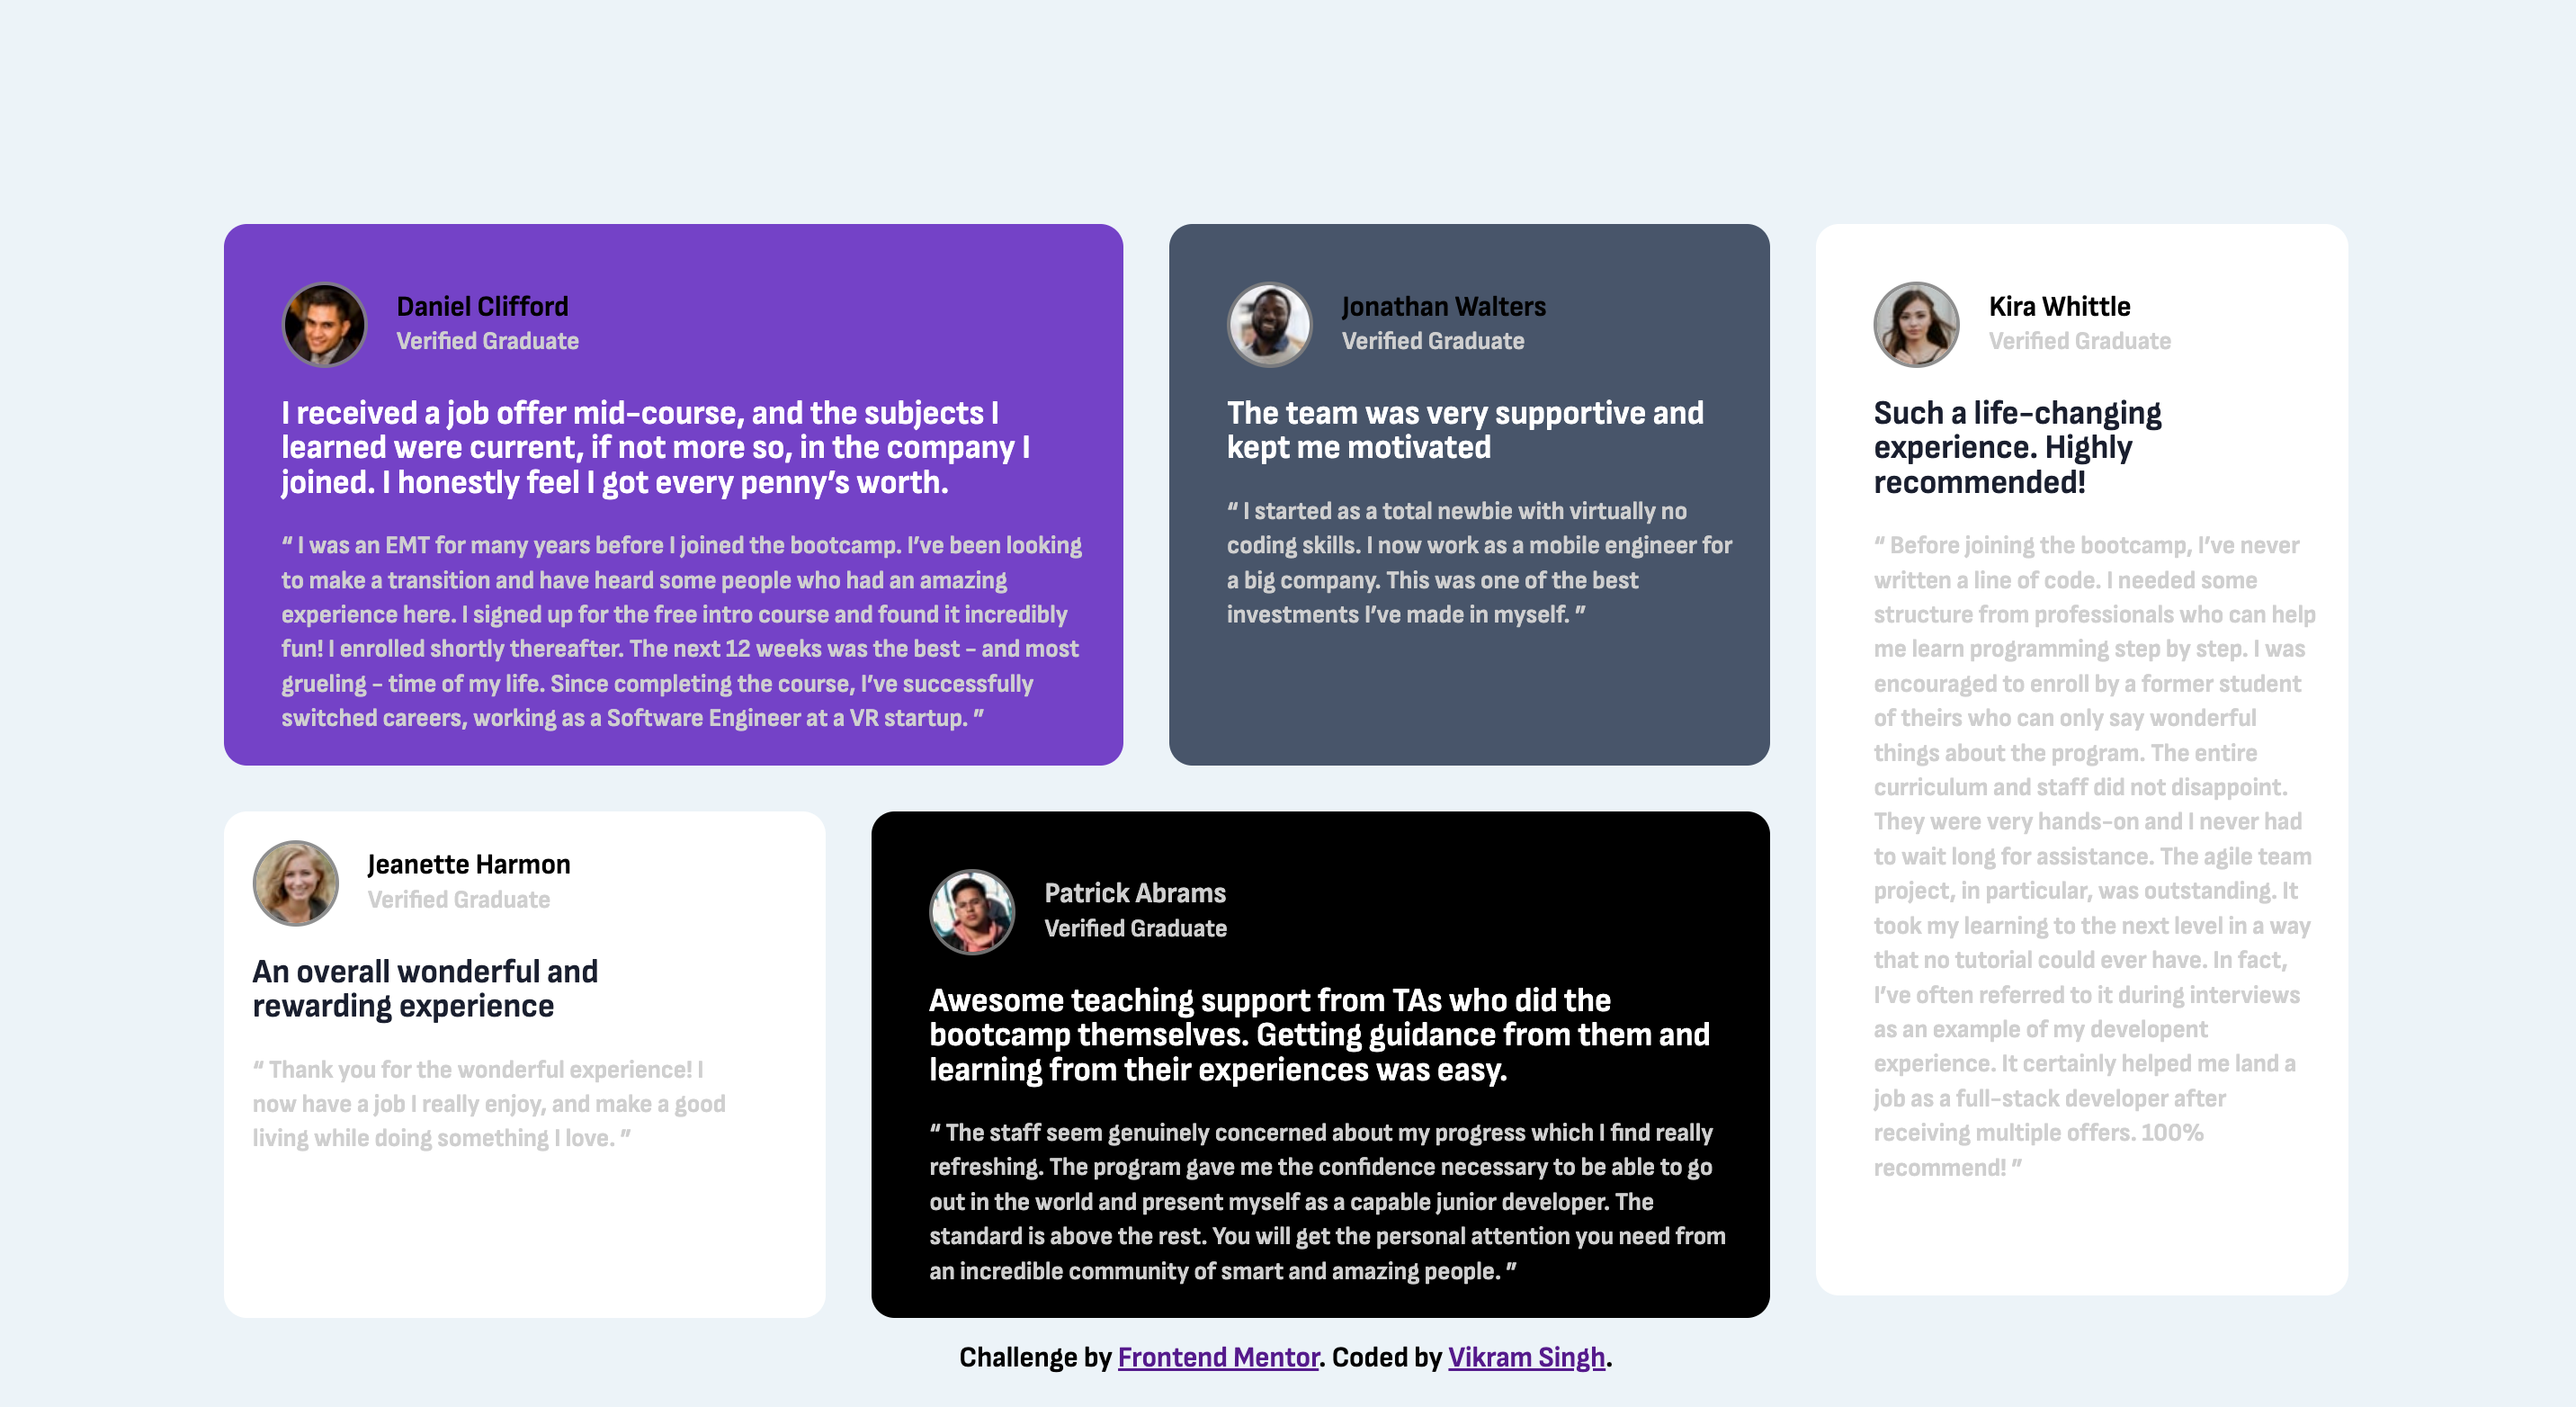 Daniel Clifford
Verified Graduate
I received a job offer mid-course, and the subjects I
learned were current, if not more so, in the company I
joined. I honestly feel I got every penny’s worth.
“ I was an EMT for many years before I joined the bootcamp. I’ve been looking
to make a transition and have heard some people who had an amazing
experience here. I signed up for the free intro course and found it incredibly
fun! I enrolled shortly thereafter. The next 12 weeks was the best - and most
grueling - time of my life. Since completing the course, I’ve successfully
switched careers, working as a Software Engineer at a VR startup. ”
Jonathan Walters
Verified Graduate
The team was very supportive and
kept me motivated
“ I started as a total newbie with virtually no
coding skills. I now work as a mobile engineer for
a big company. This was one of the best
investments I’ve made in myself. ”
Kira Whittle
Verified Graduate
Such a life-changing
experience. Highly
recommended!
“ Before joining the bootcamp, I’ve never
written a line of code. I needed some
structure from professionals who can help
me learn programming step by step. I was
encouraged to enroll by a former student
of theirs who can only say wonderful
things about the program. The entire
curriculum and staff did not disappoint.
They were very hands-on and I never had
to wait long for assistance. The agile team
project, in particular, was outstanding. It
took my learning to the next level in a way
that no tutorial could ever have. In fact,
I’ve often referred to it during interviews
as an example of my developent
experience. It certainly helped me land a
job as a full-stack developer after
receiving multiple offers. 100%
recommend! ”
Jeanette Harmon
Verified Graduate
An overall wonderful and
rewarding experience
“ Thank you for the wonderful experience! I
now have a job I really enjoy, and make a good
living while doing something I love. ”
Patrick Abrams
Verified Graduate
Awesome teaching support from TAs who did the
bootcamp themselves. Getting guidance from them and
learning from their experiences was easy.
“ The staff seem genuinely concerned about my progress which I find really
refreshing. The program gave me the confidence necessary to be able to go
out in the world and present myself as a capable junior developer. The
standard is above the rest. You will get the personal attention you need from
an incredible community of smart and amazing people. ”
Challenge by Frontend Mentor. Coded by Vikram Singh.